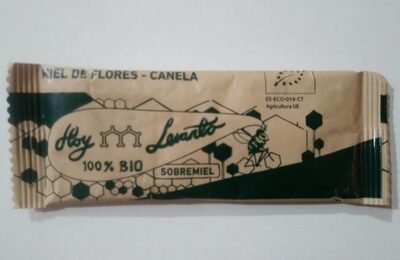 MIEL DE FLORES - CANELA
ES-ECO-019-CT
Agricultura UE
Hoy Levanto
100% BIO
SOBREMIEL